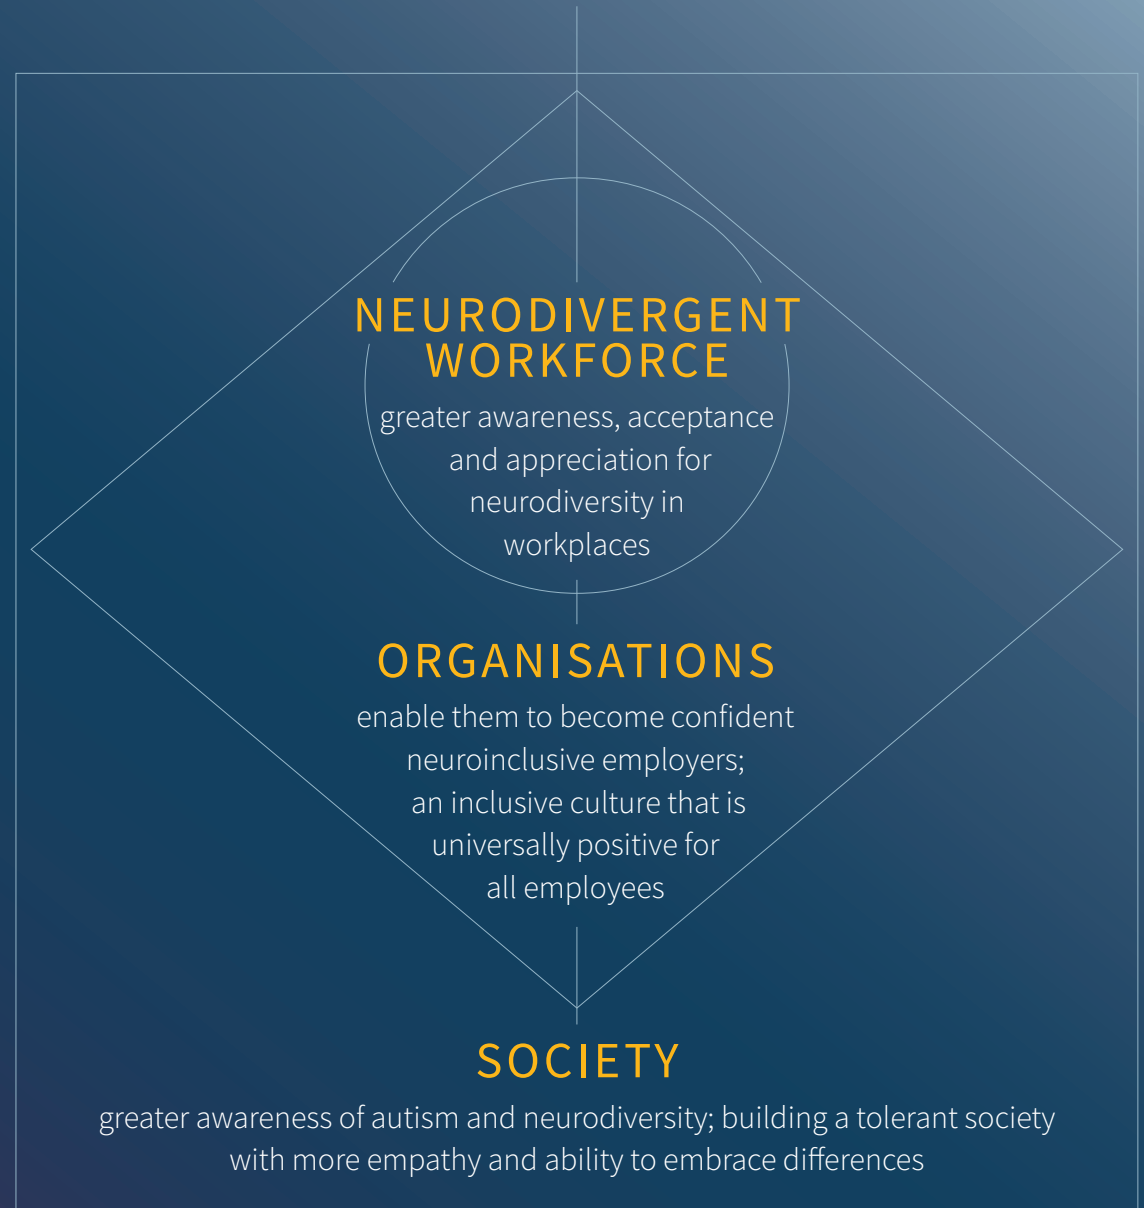 NEURODIVERGENT
WORKFORCE
greater awareness, acceptance
and appreciation for
neurodiversity in
workplaces
ORGANISATIONS
enable them to become confident
neuroinclusive employers;
an inclusive culture that is
universally positive for
all employees
SOCIETY
greater awareness of autism and neurodiversity; building a tolerant society
with more empathy and ability to embrace differences